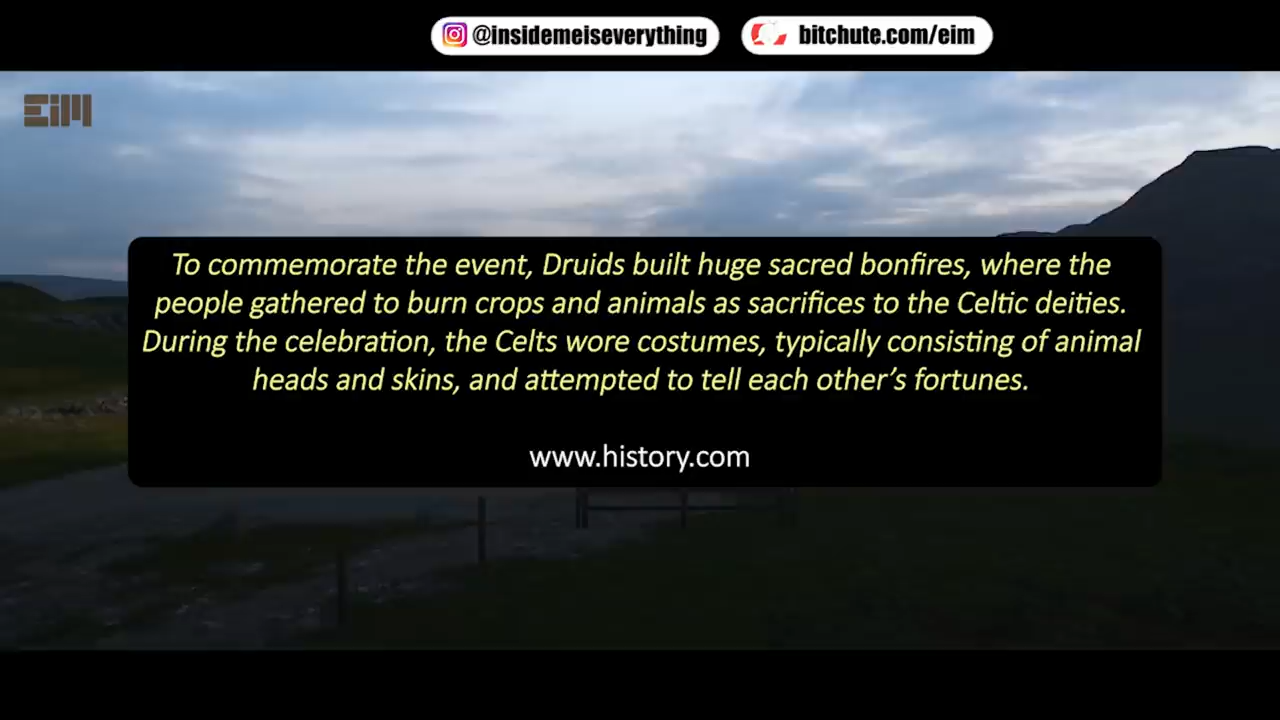 @insidemeiseverything
bitchute.com/eim
EiM
To commemorate the event, Druids built huge sacred bonfires, where the
people gathered to burn crops and animals as sacrifices to the Celtic deities.
During the celebration, the Celts wore costumes, typically consisting of animal
heads and skins, and attempted to tell each other’s fortunes.
www.history.com